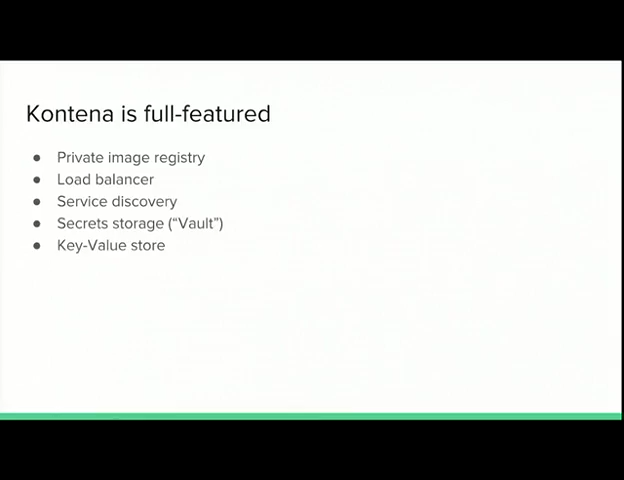 Kontena is full-featured
● Private image registry
● Load balancer
● Service discovery
● Secrets storage (“Vault”)
● Key-Value store